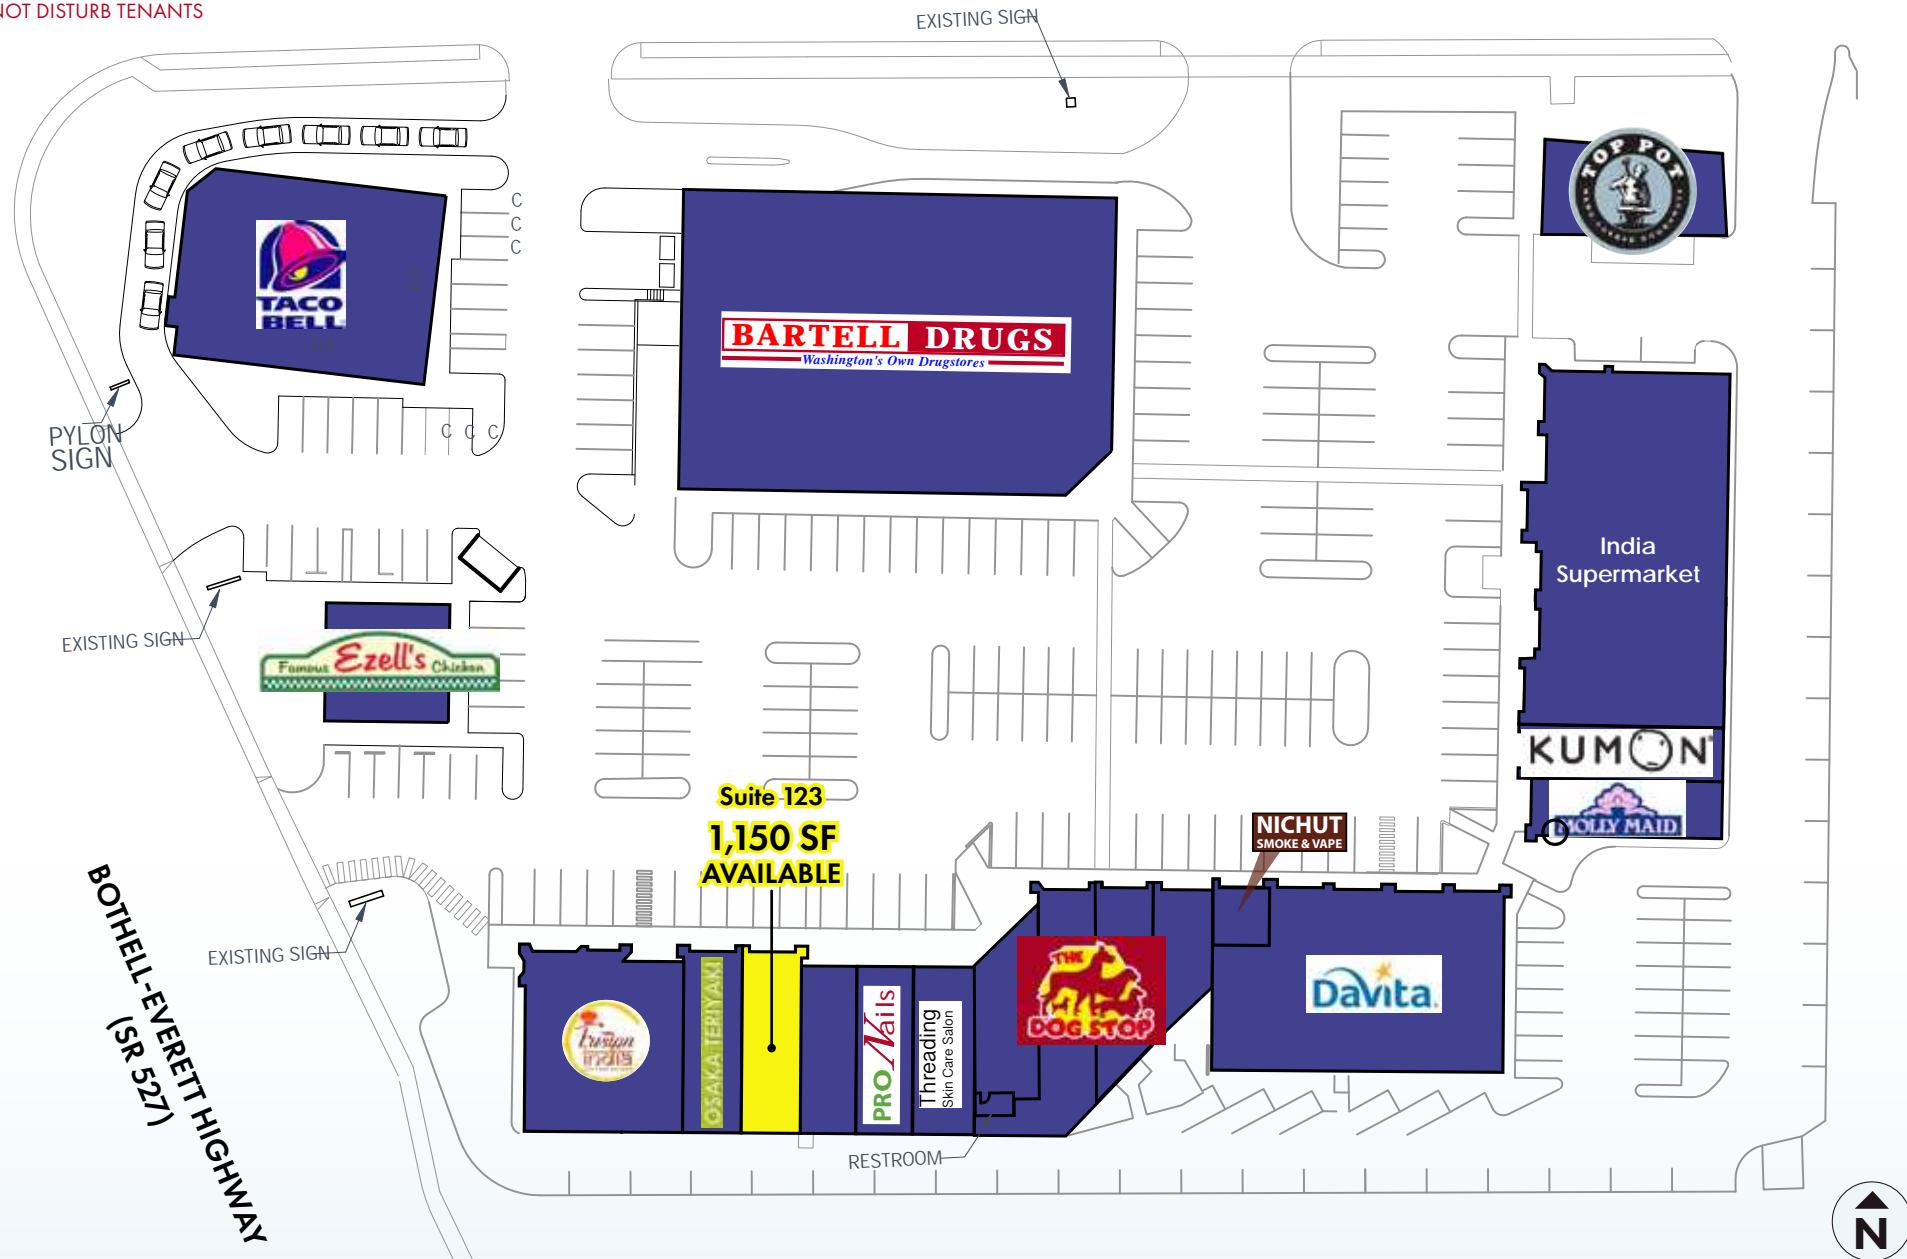 NOT DISTURB TENANTS
EXISTING SIGN
TOP POT
C
C
C
TACO
BELL
BARTELL DRUGS
Washington's Own Drugstores
PYLON
SIGN
C C C
India
Supermarket
EXISTING SIGN
Famous Ezell's Chicken
KUMON
MOLLY MAID
Suite 123
1,150 SF
AVAILABLE
NICHUT
SMOKE & VAPE
EXISTING SIGN
BOTHELL-EVERETT HIGHWAY
(SR 527)
Fusion
india
OSAKA TERIYAKI
PRO Nails
Threading
Skin Care Salon
THE
DOG STOP
DaVita.
RESTROOM
N